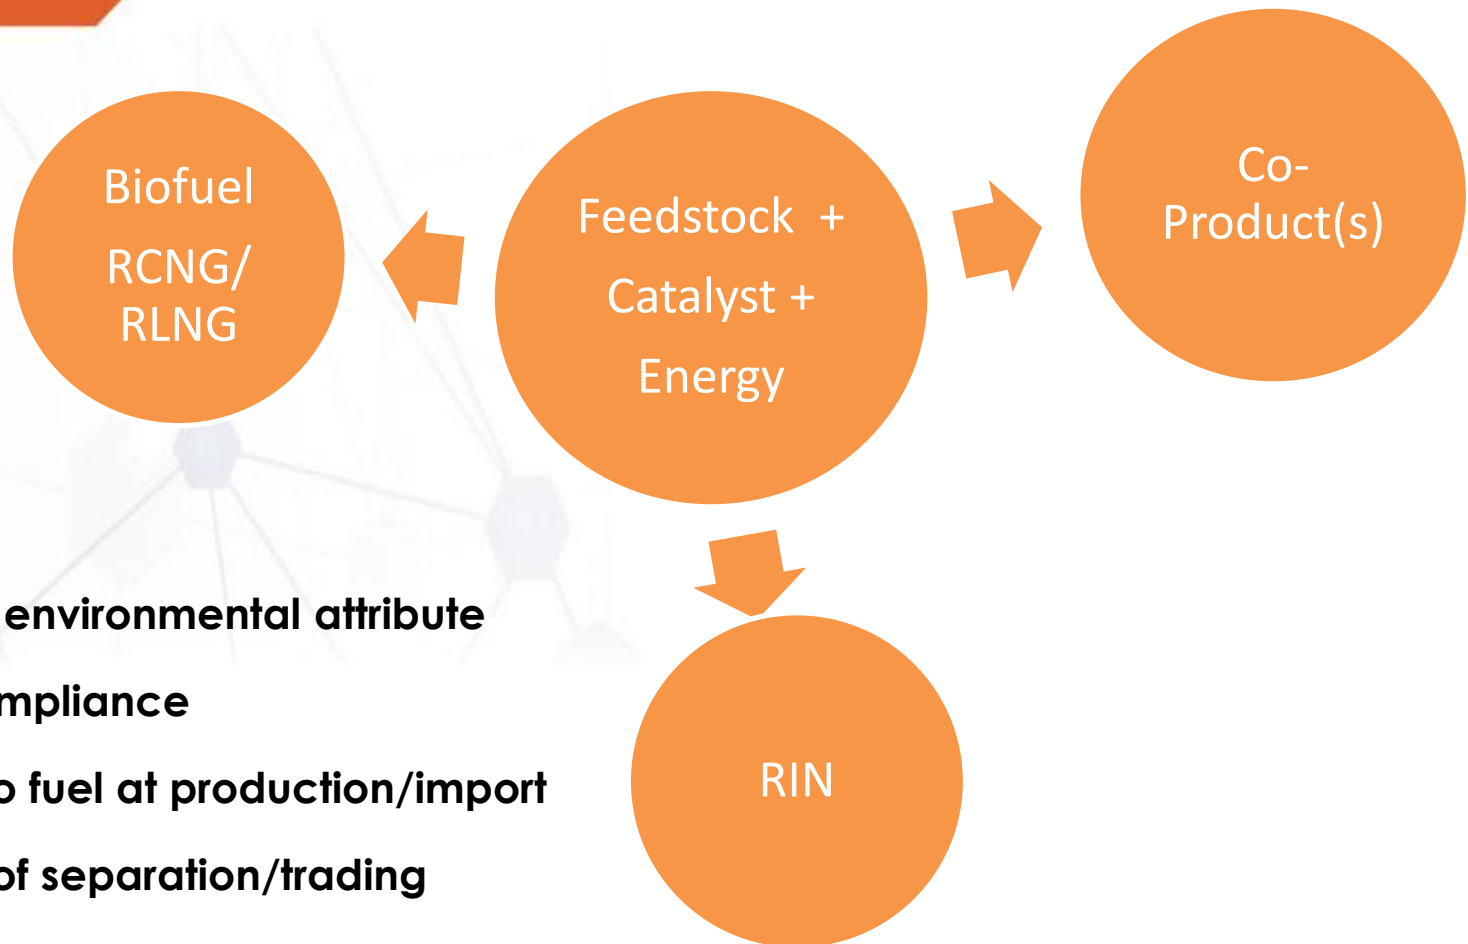 Biofuel
RCNG/
RLNG
Feedstock +
Catalyst +
Energy
Co-
Product(s)
environmental attribute
mpliance
o fuel at production/import
of separation/trading
RIN